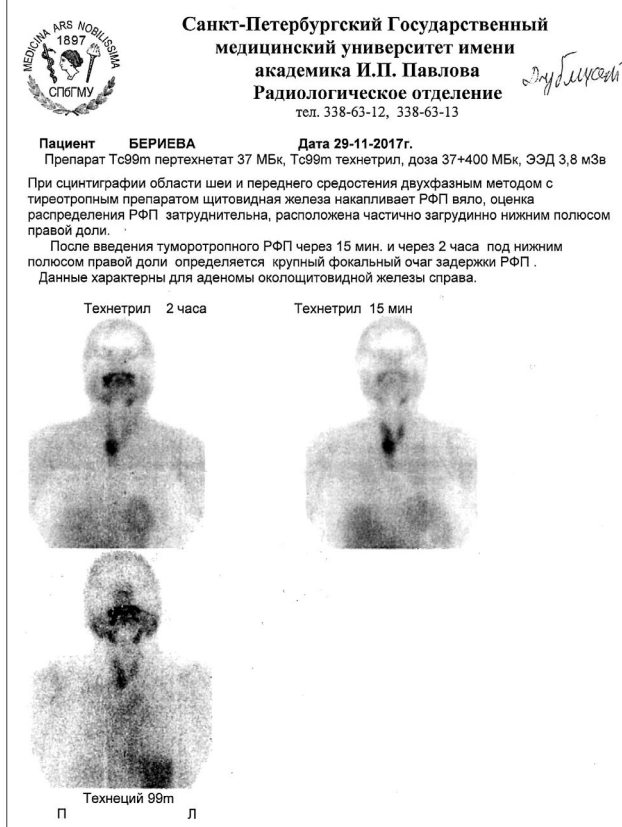 MEDICINA ARS NOBILISSIMA
1897
СПбГМУ
Санкт-Петербургский Государственный
медицинский университет имени
академика И.П. Павлова
Радиологическое отделение
тел. 338-63-12, 338-63-13
Пациент БЕРИЕВА Дата 29-11-2017г.
Препарат Тс99m пертехнетат 37 МБк, Тс99m технетрил, доза 37+400 МБк, ЭЭД 3,8 мЗв
При сцинтиграфии области шеи и переднего средостения двухфазным методом с
тиреотропным препаратом щитовидная железа накапливает РФП вяло, оценка
распределения РФП затруднительна, расположена частично загрудинно нижним полюсом
правой доли.
После введения туморотропного РФП через 15 мин. и через 2 часа под нижним
полюсом правой доли определяется крупный фокальный очаг задержки РФП .
Данные характерны для аденомы околощитовидной железы справа.
Технетрил 2 часа Технетрил 15 мин
Технеций 99m
П Л